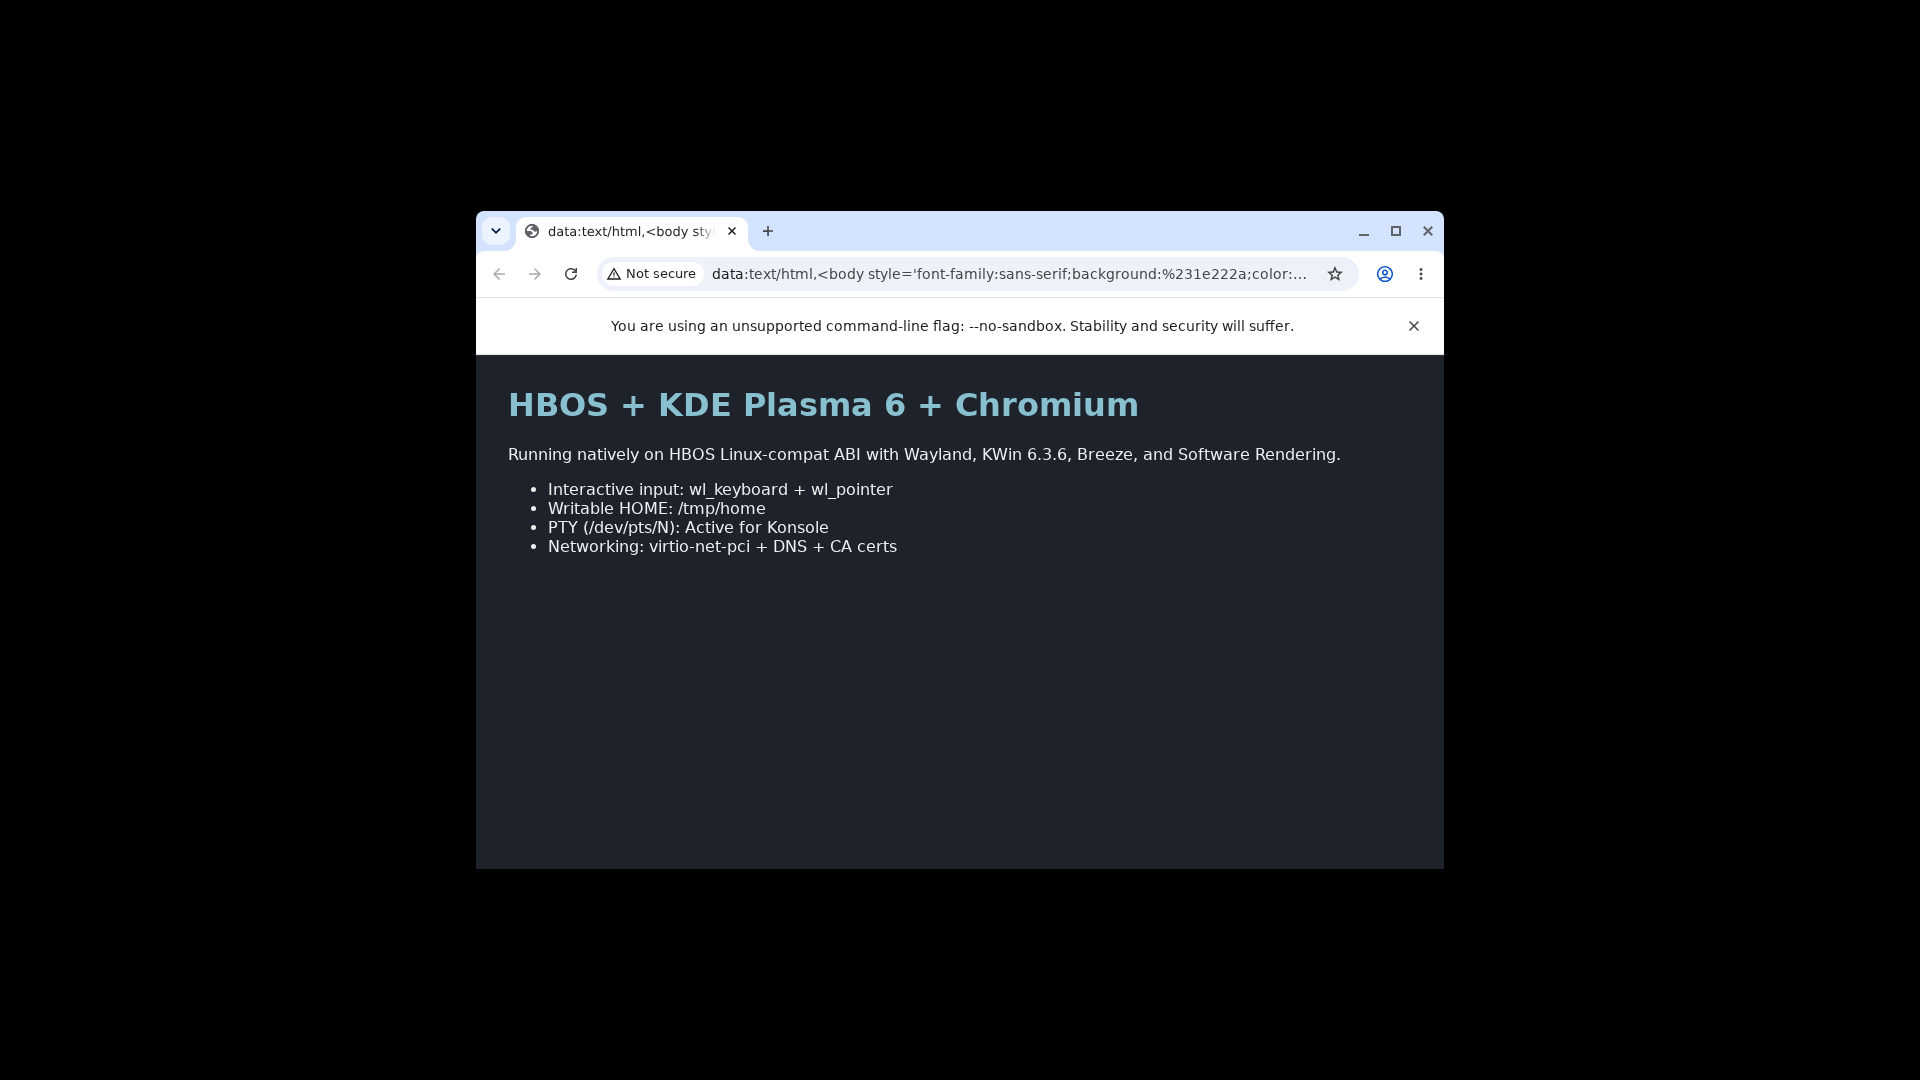 data:text/html,<body sty
Not secure
data:text/html,<body style='font-family:sans-serif;background:%231e222a;color:...
You are using an unsupported command-line flag: --no-sandbox. Stability and security will suffer.
HBOS + KDE Plasma 6 + Chromium
Running natively on HBOS Linux-compat ABI with Wayland, KWin 6.3.6, Breeze, and Software Rendering.
• Interactive input: wl_keyboard + wl_pointer
• Writable HOME: /tmp/home
• PTY (/dev/pts/N): Active for Konsole
• Networking: virtio-net-pci + DNS + CA certs